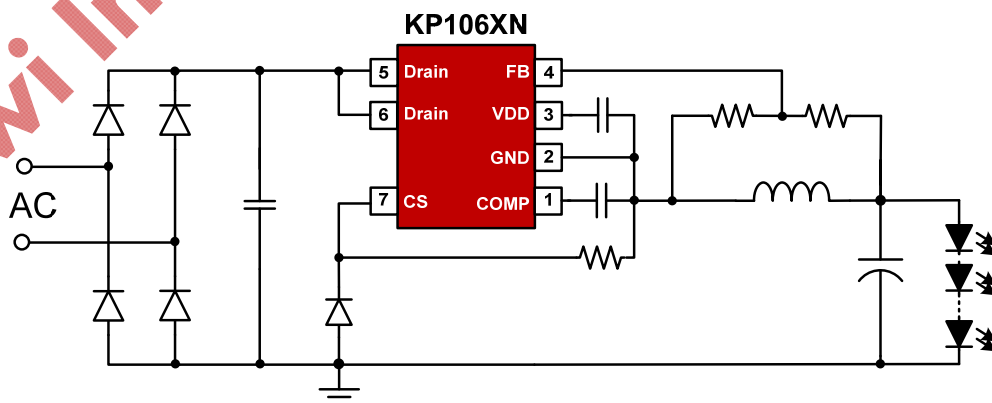 KP106XN
5 Drain FB 4
6 Drain VDD 3
GND 2
7 CS COMP 1
AC